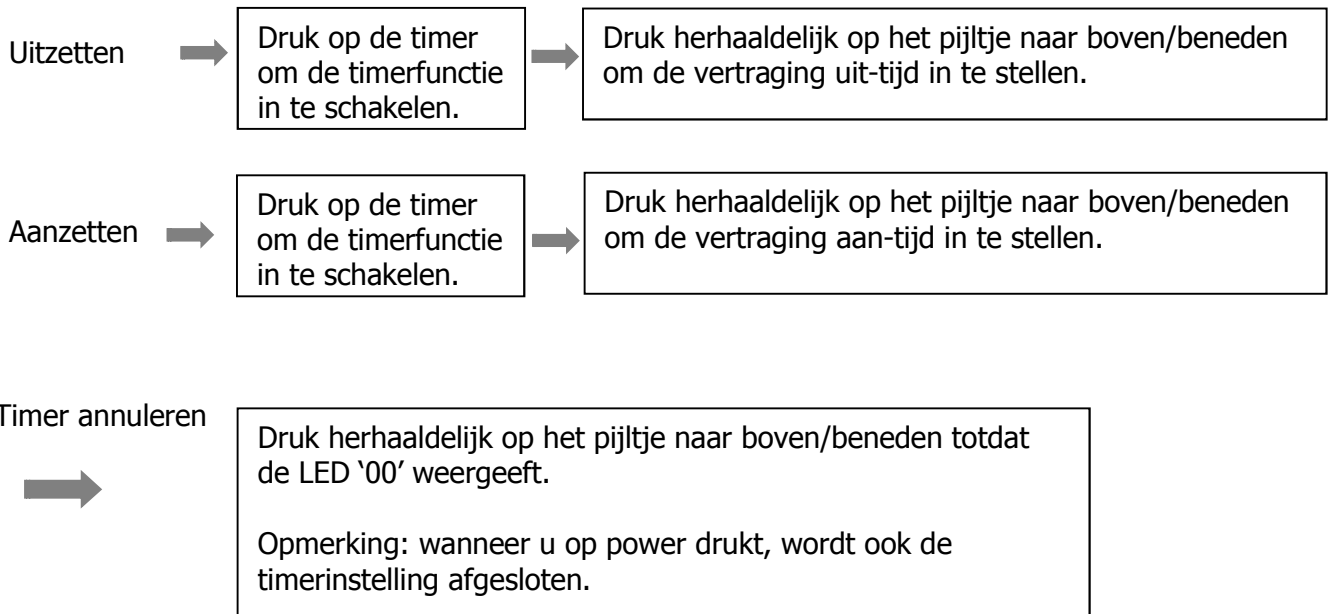 Uitzetten
Druk op de timer
om de timerfunctie
in te schakelen.
Druk herhaaldelijk op het pijltje naar boven/beneden
om de vertraging uit-tijd in te stellen.
Aanzetten
Druk op de timer
om de timerfunctie
in te schakelen.
Druk herhaaldelijk op het pijltje naar boven/beneden
om de vertraging aan-tijd in te stellen.
Timer annuleren
Druk herhaaldelijk op het pijltje naar boven/beneden totdat
de LED ‘00’ weergeeft.
Opmerking: wanneer u op power drukt, wordt ook de
timerinstelling afgesloten.